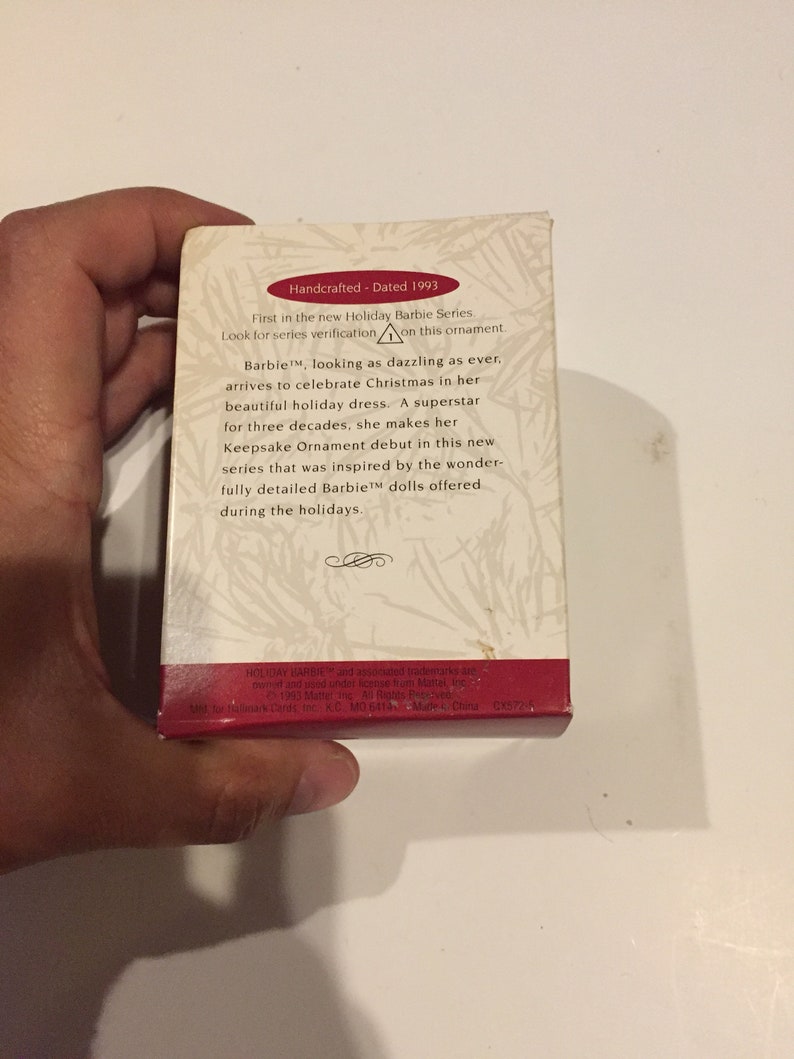 Handcrafted - Dated 1993
First in the new Holiday Barbie Series.
Look for series verification 1 on this ornament.
Barbie™, looking as dazzling as ever,
arrives to celebrate Christmas in her
beautiful holiday dress. A superstar
for three decades, she makes her
Keepsake Ornament debut in this new
series that was inspired by the wonder-
fully detailed Barbie™ dolls offered
during the holidays.
HOLIDAY BARBIE™ and associated trademarks are
owned and used under license from Mattel, Inc.
© 1993 Mattel, Inc. All Rights Reserved.
Mfd. for Hallmark Cards, Inc., K.C., MO 64141 Made in China CX572-5